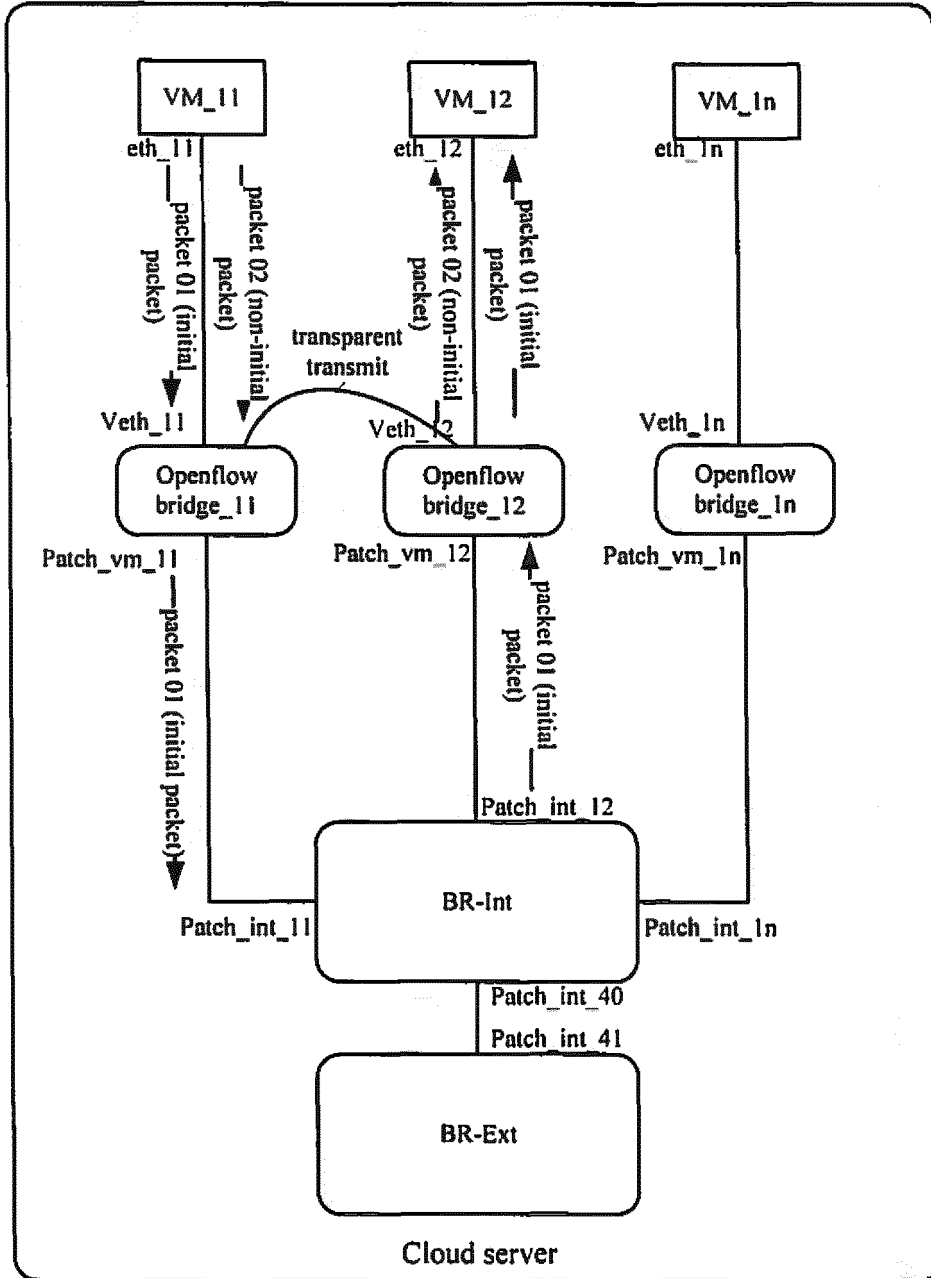 VM_11
VM_12
VM_1n
eth_11
eth_12
eth_1n
packet 01 (initial
packet)
packet 02 (non-initial
packet)
packet 02 (non-initial
packet)
packet 01 (initial
packet)
transparent
transmit
Veth_11
Veth_12
Veth_1n
Openflow
bridge_11
Openflow
bridge_12
Openflow
bridge_1n
Patch_vm_11
Patch_vm_12
Patch_vm_1n
packet 01 (initial packet)
packet 01 (initial
packet)
Patch_int_12
BR-Int
Patch_int_11
Patch_int_1n
Patch_int_40
Patch_int_41
BR-Ext
Cloud server